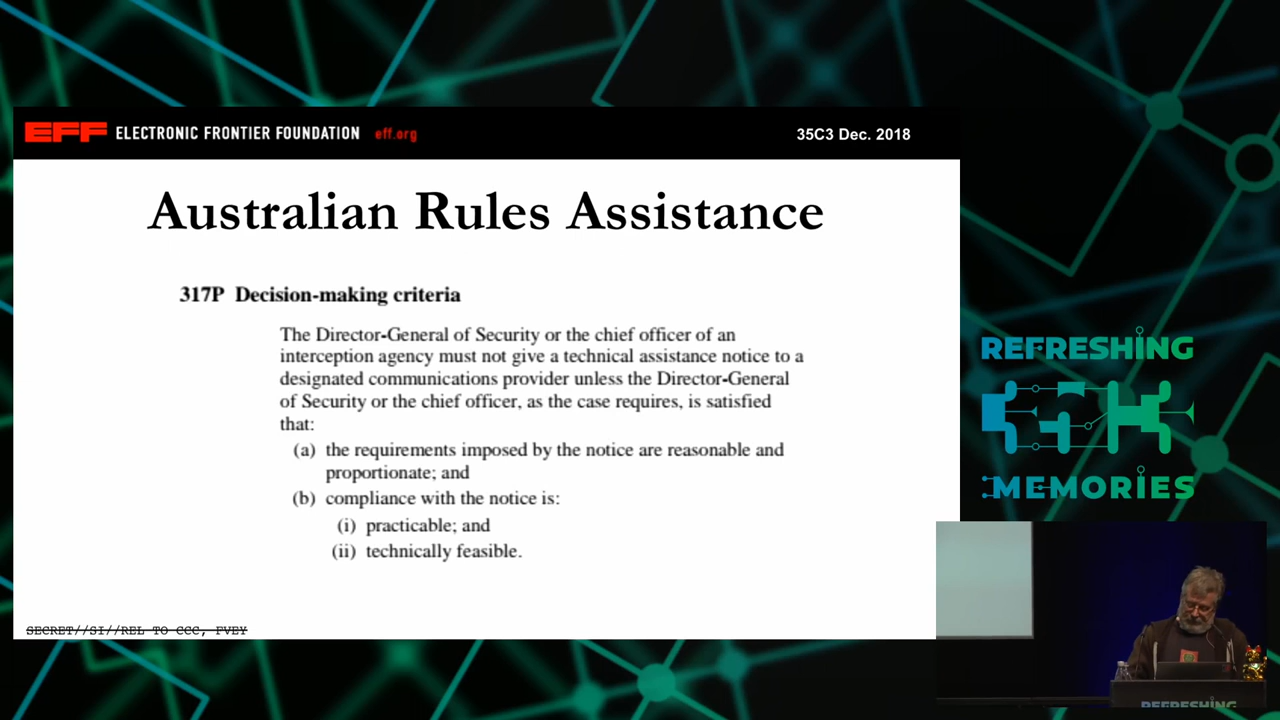 EFF ELECTRONIC FRONTIER FOUNDATION eff.org
35C3 Dec. 2018
Australian Rules Assistance
317P Decision-making criteria
The Director-General of Security or the chief officer of an
interception agency must not give a technical assistance notice to a
designated communications provider unless the Director-General
of Security or the chief officer, as the case requires, is satisfied
that:
(a) the requirements imposed by the notice are reasonable and
proportionate; and
(b) compliance with the notice is:
(i) practicable; and
(ii) technically feasible.
SECRET//SI//REL TO CCC, FVEY
REFRESHING
35C3
MEMORIES
REFRESHING